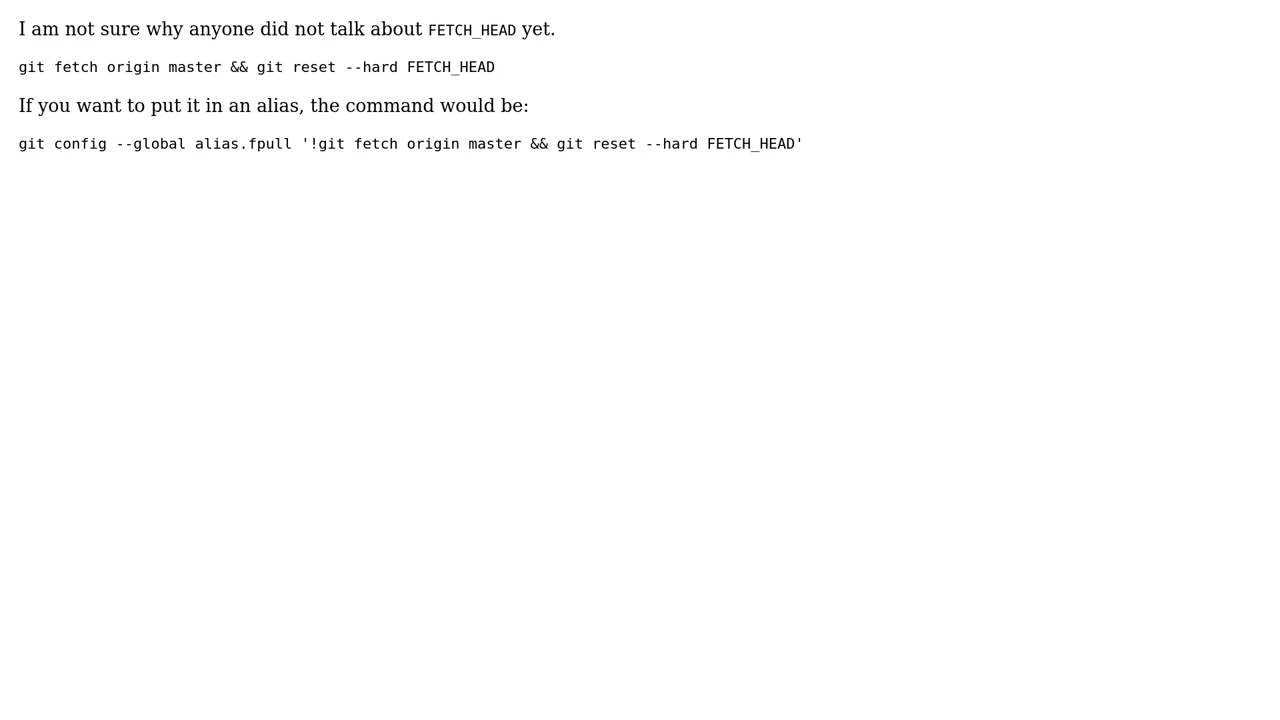 I am not sure why anyone did not talk about FETCH_HEAD yet.
git fetch origin master && git reset --hard FETCH_HEAD
If you want to put it in an alias, the command would be:
git config --global alias.fpull '!git fetch origin master && git reset --hard FETCH_HEAD'